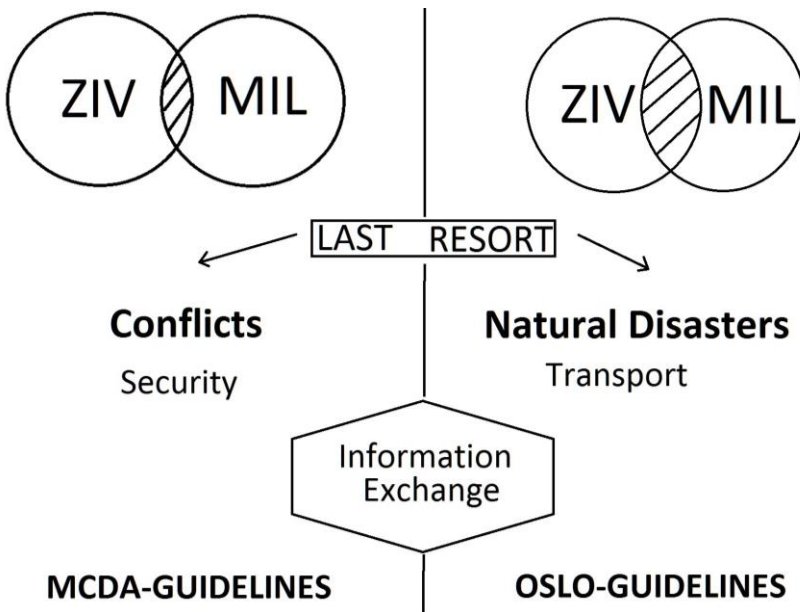 ZIV MIL
ZIV MIL
LAST RESORT
Conflicts
Security
Natural Disasters
Transport
Information
Exchange
MCDA-GUIDELINES
OSLO-GUIDELINES